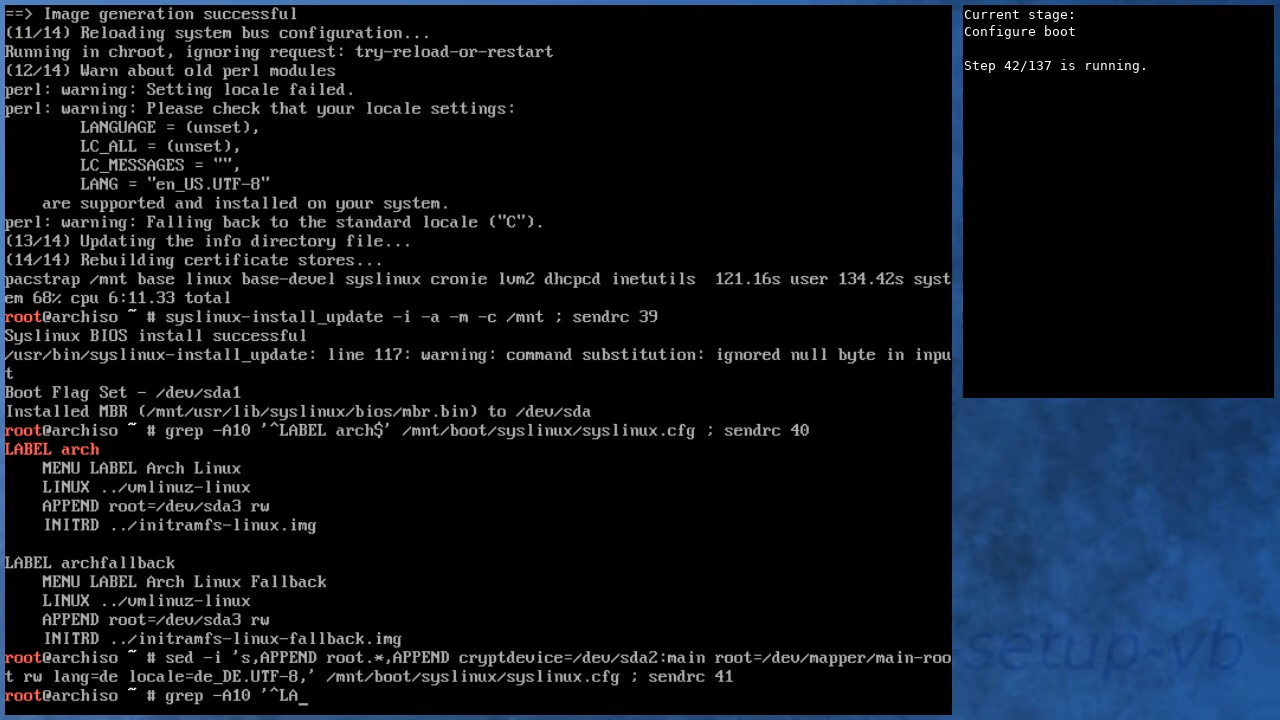 ==> Image generation successful
(11/14) Reloading system bus configuration...
Running in chroot, ignoring request: try-reload-or-restart
(12/14) Warn about old perl modules
perl: warning: Setting locale failed.
perl: warning: Please check that your locale settings:
        LANGUAGE = (unset),
        LC_ALL = (unset),
        LC_MESSAGES = "",
        LANG = "en_US.UTF-8"
    are supported and installed on your system.
perl: warning: Falling back to the standard locale ("C").
(13/14) Updating the info directory file...
(14/14) Rebuilding certificate stores...
pacstrap /mnt base linux base-devel syslinux cronie lvm2 dhcpcd inetutils  121.16s user 134.42s syst
em 68% cpu 6:11.33 total
root@archiso ~ # syslinux-install_update -i -a -m -c /mnt ; sendrc 39
Syslinux BIOS install successful
/usr/bin/syslinux-install_update: line 117: warning: command substitution: ignored null byte in inpu
t
Boot Flag Set - /dev/sda1
Installed MBR (/mnt/usr/lib/syslinux/bios/mbr.bin) to /dev/sda
root@archiso ~ # grep -A10 '^LABEL arch$' /mnt/boot/syslinux/syslinux.cfg ; sendrc 40
LABEL arch
    MENU LABEL Arch Linux
    LINUX ../vmlinuz-linux
    APPEND root=/dev/sda3 rw
    INITRD ../initramfs-linux.img

LABEL archfallback
    MENU LABEL Arch Linux Fallback
    LINUX ../vmlinuz-linux
    APPEND root=/dev/sda3 rw
    INITRD ../initramfs-linux-fallback.img
root@archiso ~ # sed -i 's,APPEND root.*,APPEND cryptdevice=/dev/sda2:main root=/dev/mapper/main-roo
t rw lang=de locale=de_DE.UTF-8,' /mnt/boot/syslinux/syslinux.cfg ; sendrc 41
root@archiso ~ # grep -A10 '^LA_
Current stage:
Configure boot
Step 42/137 is running.
setup-vb